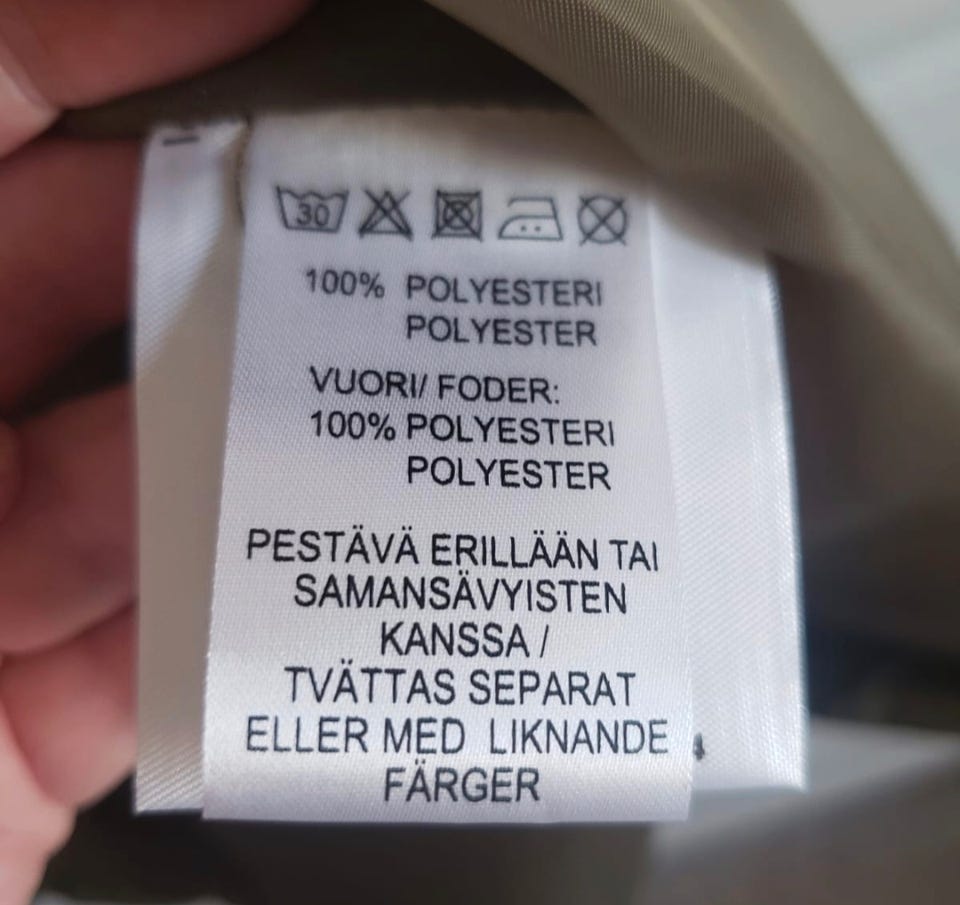 30
100% POLYESTERI
POLYESTER
VUORI/ FODER:
100% POLYESTERI
POLYESTER
PESTÄVÄ ERILLÄÄN TAI
SAMANSÄVYISTEN
KANSSA /
TVÄTTAS SEPARAT
ELLER MED LIKNANDE
FÄRGER